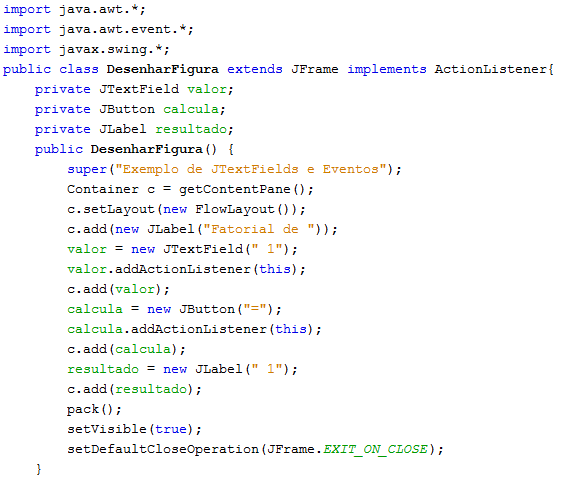 import java.awt.*;
import java.awt.event.*;
import javax.swing.*;
public class DesenharFigura extends JFrame implements ActionListener{
    private JTextField valor;
    private JButton calcula;
    private JLabel resultado;
    public DesenharFigura() {
        super("Exemplo de JTextFields e Eventos");
        Container c = getContentPane();
        c.setLayout(new FlowLayout());
        c.add(new JLabel("Fatorial de "));
        valor = new JTextField(" 1");
        valor.addActionListener(this);
        c.add(valor);
        calcula = new JButton("=");
        calcula.addActionListener(this);
        c.add(calcula);
        resultado = new JLabel(" 1");
        c.add(resultado);
        pack();
        setVisible(true);
        setDefaultCloseOperation(JFrame.EXIT_ON_CLOSE);
    }